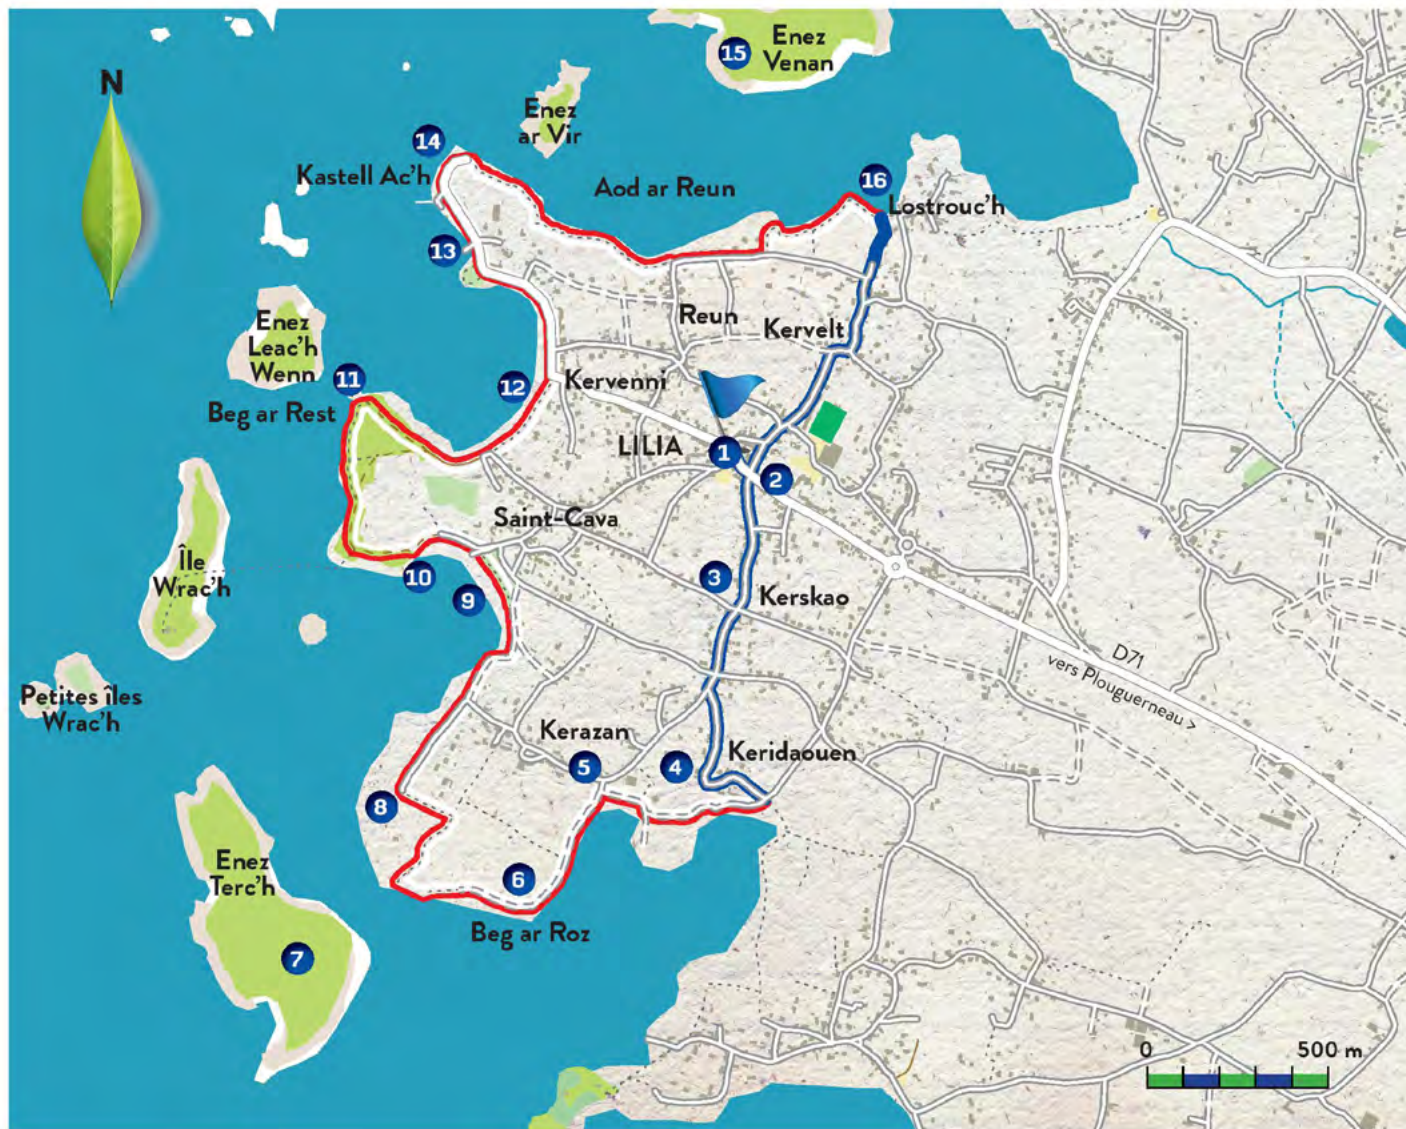 N
15
Enez
Venan
Enez
ar Vir
14
Kastell Ac'h
Aod ar Reun
16
Lostrouc'h
13
Enez
Leac'h
Wenn
Reun
Kervelt
11
12
Kervenni
Beg ar Rest
LILIA
1
2
Saint-Cava
Île
Wrac'h
10
9
3
Kerskao
D71
vers Plouguerneau >
Petites îles
Wrac'h
Kerazan
5
4
Keridaouen
8
Enez
Terc'h
6
Beg ar Roz
7
0
500 m